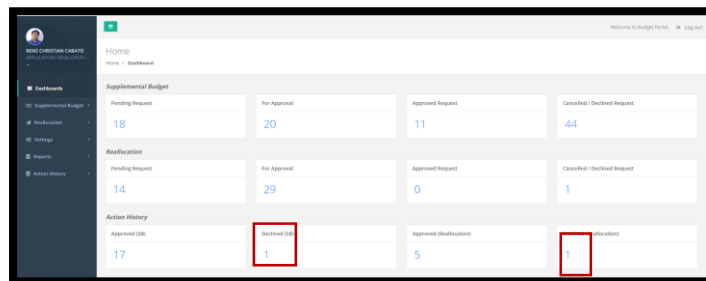 Welcome to Budget Portal.
Log out
RENZ CHRISTIAN CABATO
APPLICATION DEVELOPER I
Home
Home / Dashboard
Dashboards
Supplemental Budget
Reallocation
Settings
Reports
Action History
Supplemental Budget
Pending Request
For Approval
Approved Request
Cancelled / Declined Request
18
20
11
44
Reallocation
Pending Request
For Approval
Approved Request
Cancelled / Declined Request
14
29
0
1
Action History
Approved (SB)
Declined (SB)
Approved (Reallocation)
(Reallocation)
17
1
5
1